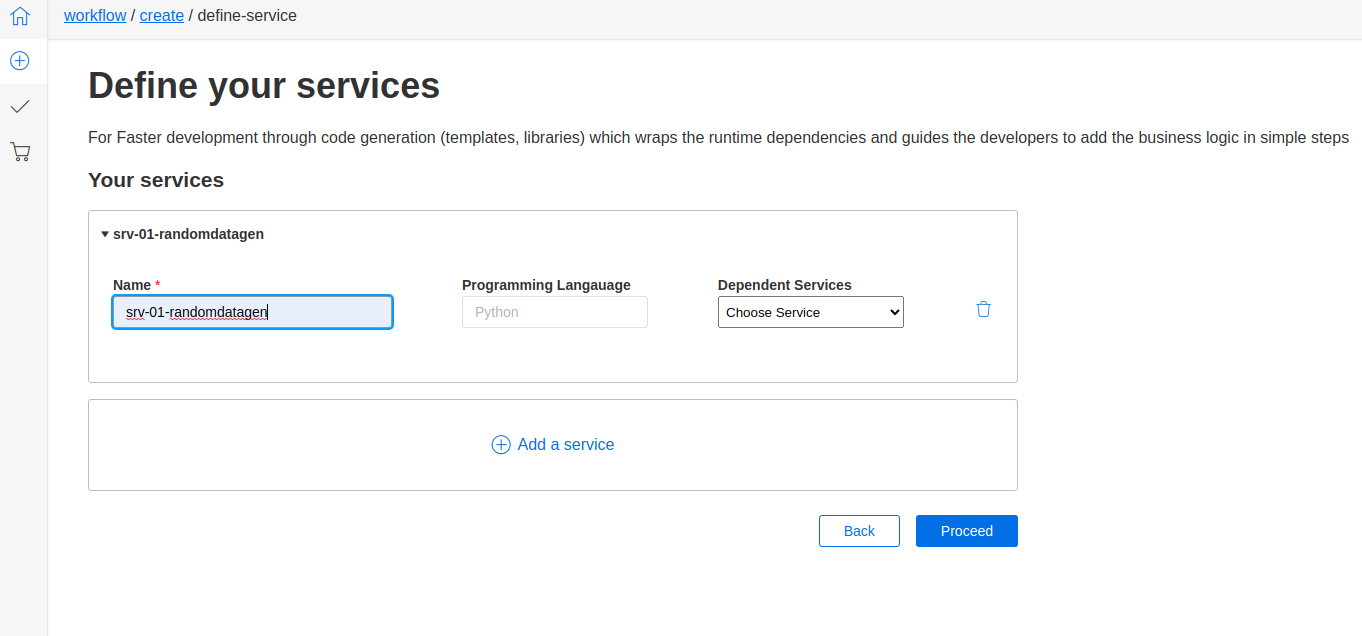 workflow / create / define-service
Define your services
For Faster development through code generation (templates, libraries) which wraps the runtime dependencies and guides the developers to add the business logic in simple steps
Your services
srv-01-randomdatagen
Name * Programming Langauage Dependent Services
srv-01-randomdatagen Python Choose Service
Add a service
Back Proceed